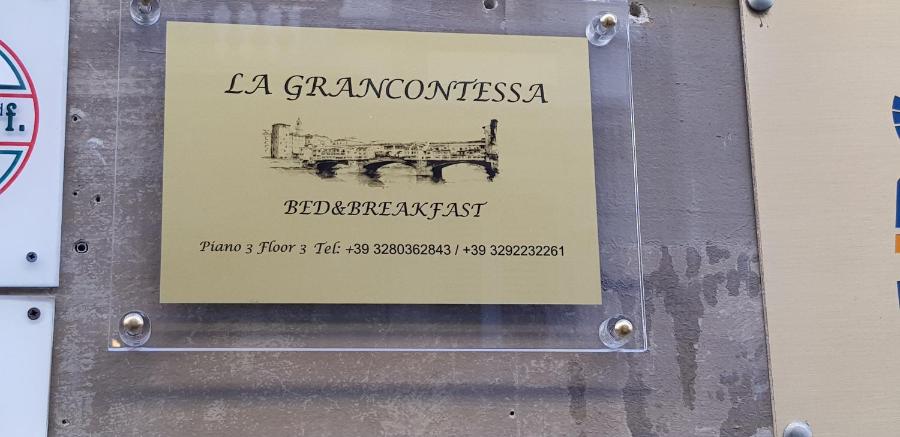 LA GRANCONTESSA
BED&BREAKFAST
Piano 3 Floor 3 Tel: +39 3280362843 / +39 3292232261
f.